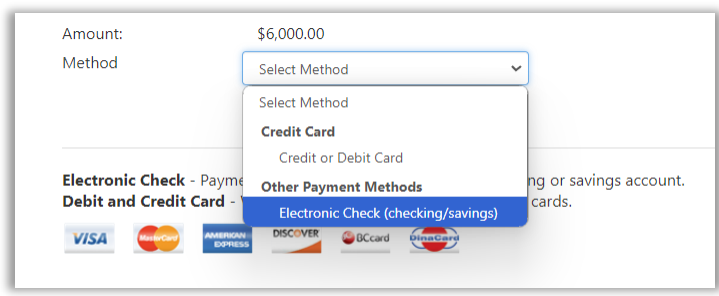 Amount: $6,000.00
Method Select Method
Select Method
Credit Card
Credit or Debit Card
Other Payment Methods
Electronic Check (checking/savings)
Electronic Check - Payme ng or savings account.
Debit and Credit Card - cards.
VISA MasterCard AMERICAN EXPRESS DISCOVER BCcard DinaCard